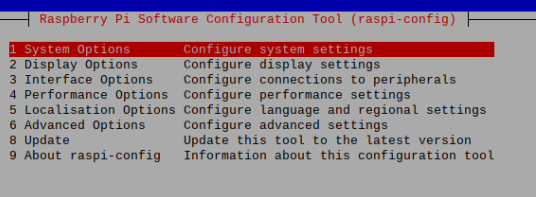 Raspberry Pi Software Configuration Tool (raspi-config)
1 System Options Configure system settings
2 Display Options Configure display settings
3 Interface Options Configure connections to peripherals
4 Performance Options Configure performance settings
5 Localisation Options Configure language and regional settings
6 Advanced Options Configure advanced settings
8 Update Update this tool to the latest version
9 About raspi-config Information about this configuration tool